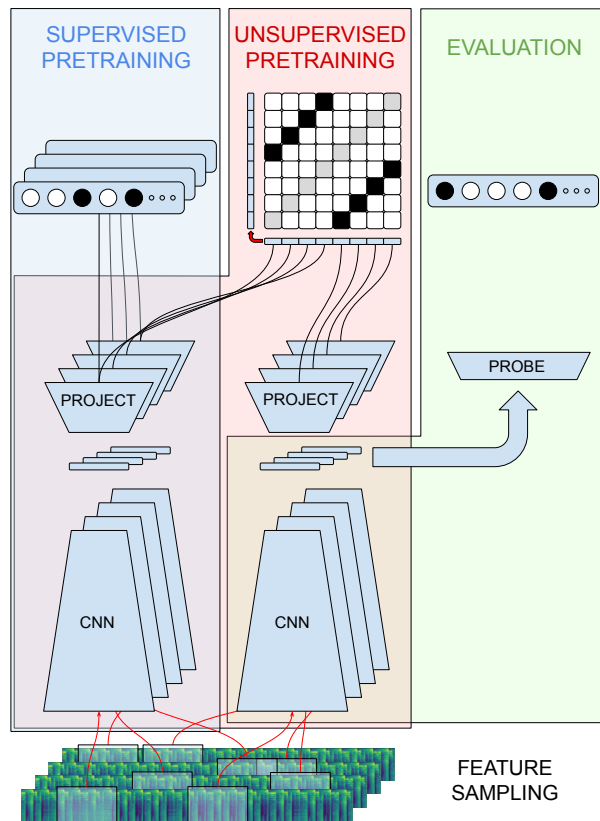 SUPERVISED
PRETRAINING
UNSUPERVISED
PRETRAINING
EVALUATION
PROJECT
PROJECT
PROBE
CNN
CNN
FEATURE
SAMPLING